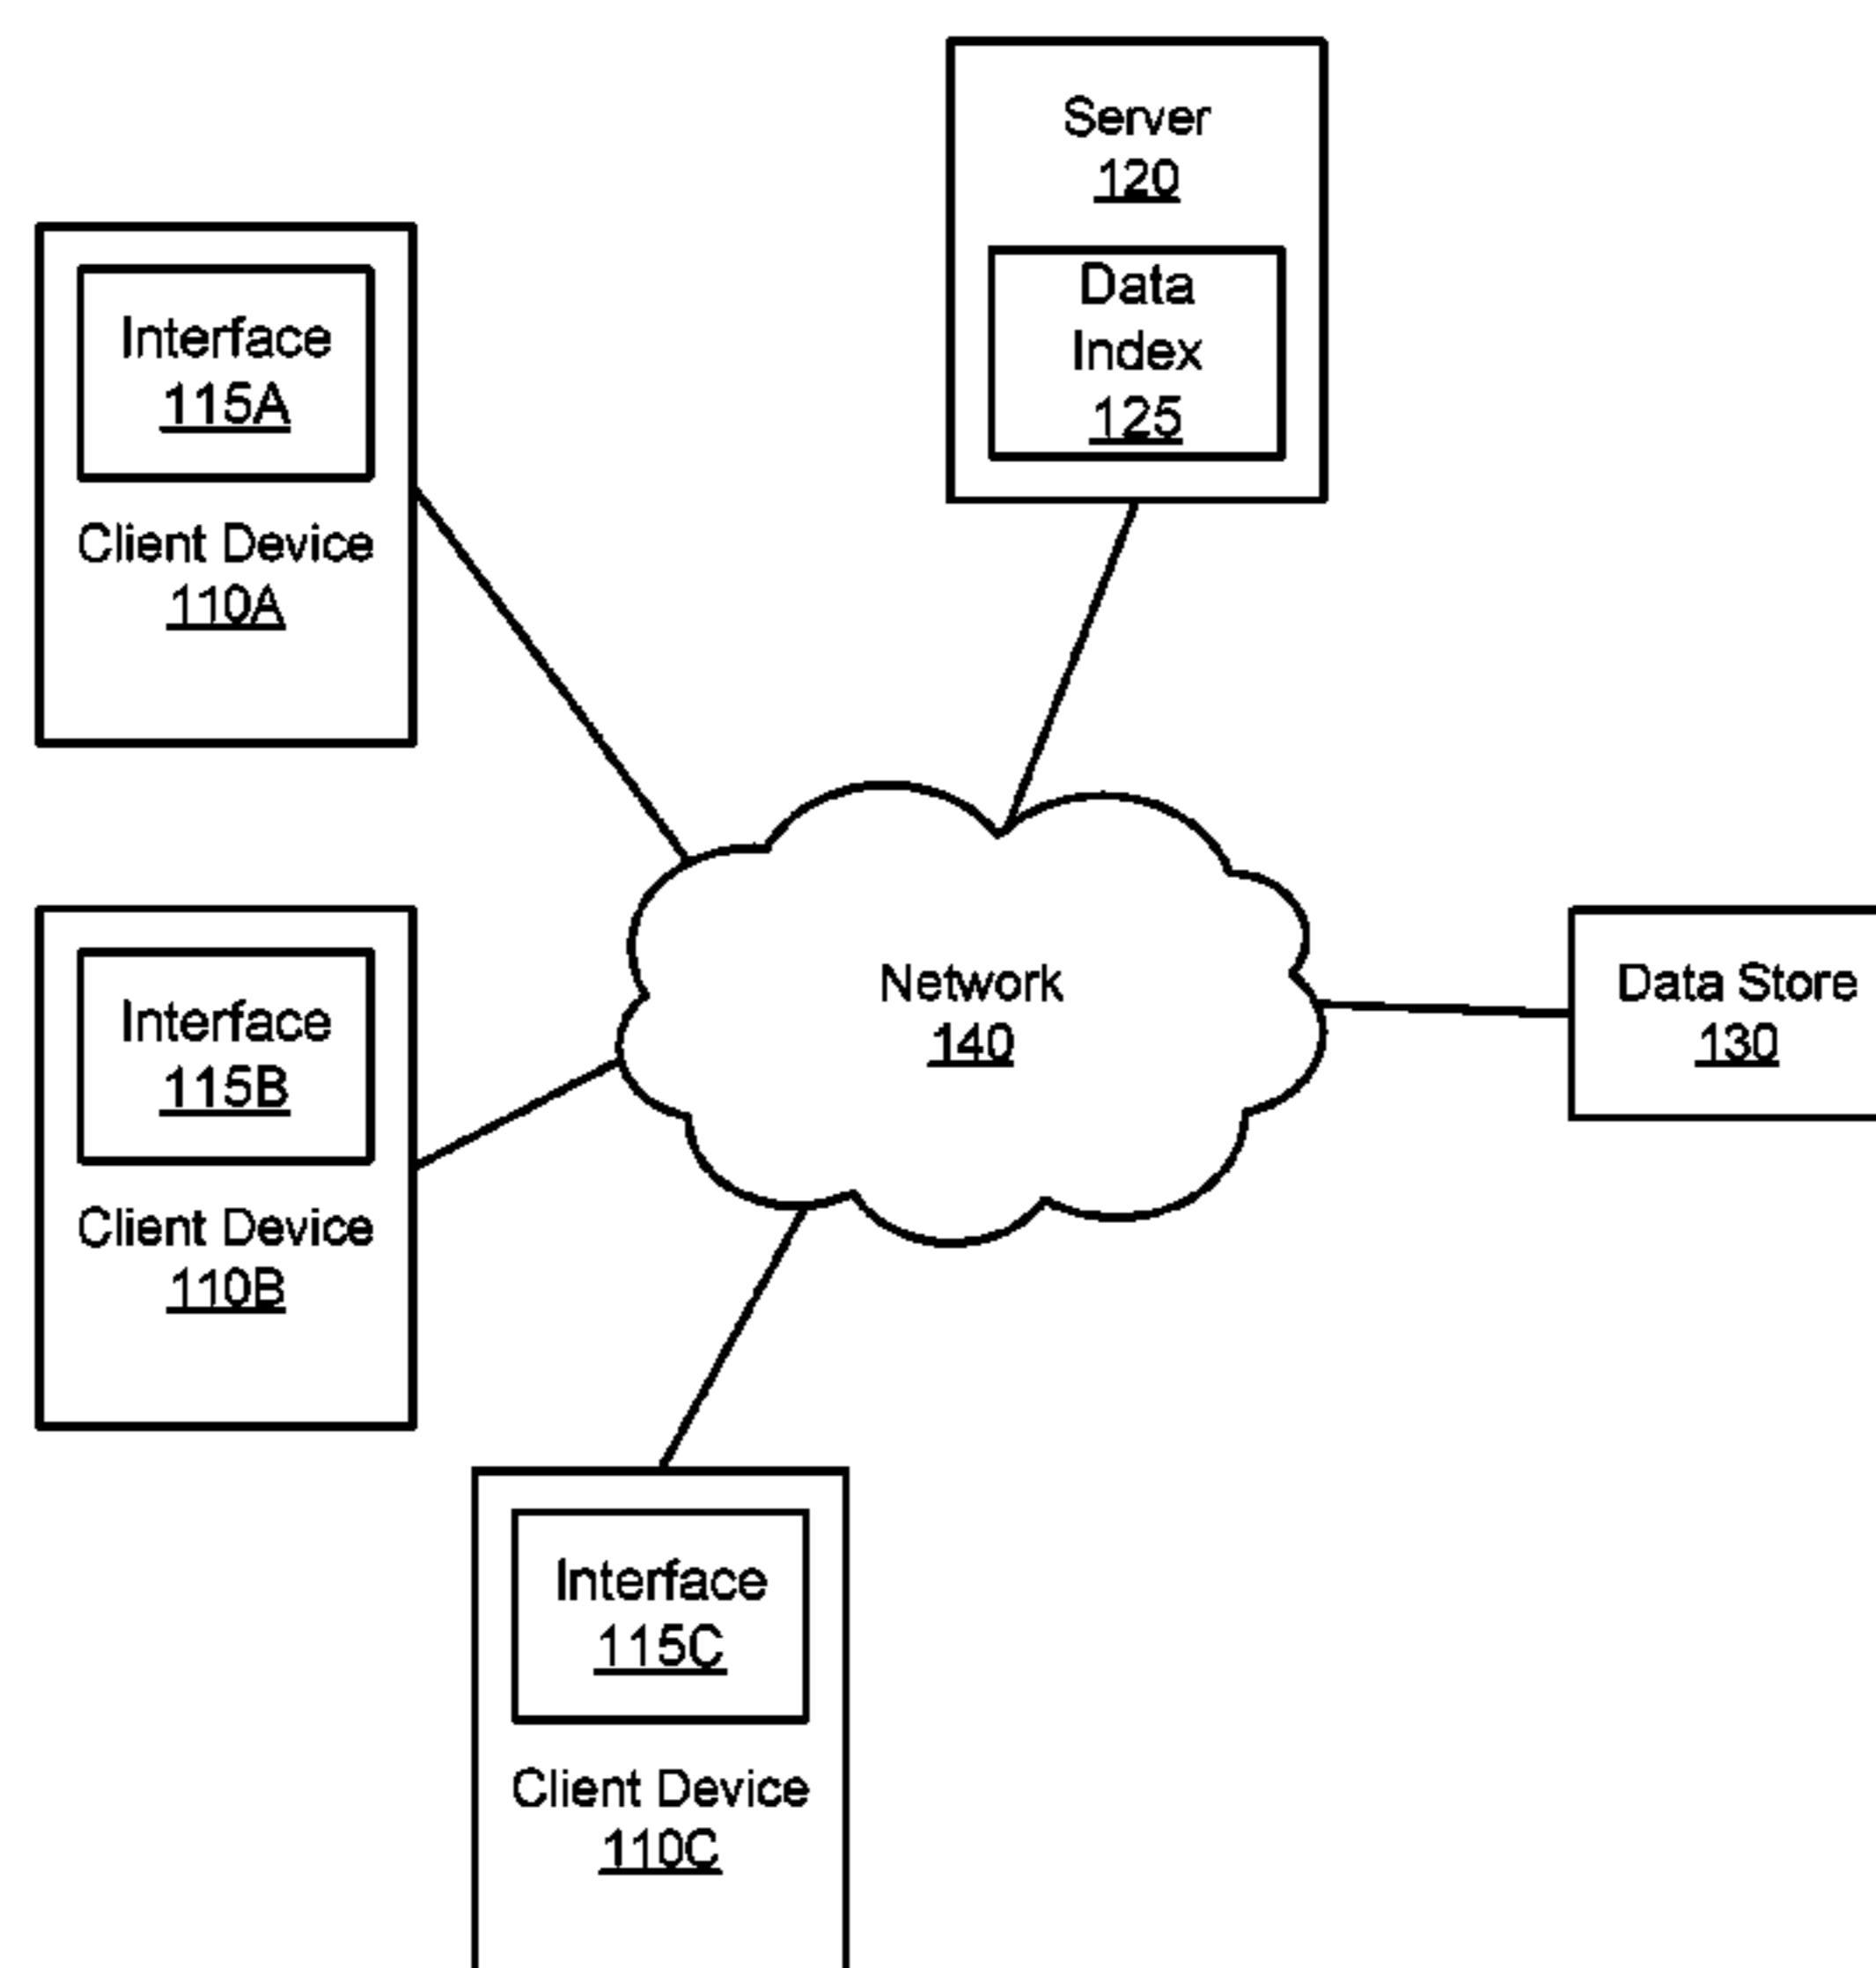 Server
120
Data
Index
125
Interface
115A
Client Device
110A
Network
140
Data Store
130
Interface
115B
Client Device
110B
Interface
115C
Client Device
110C